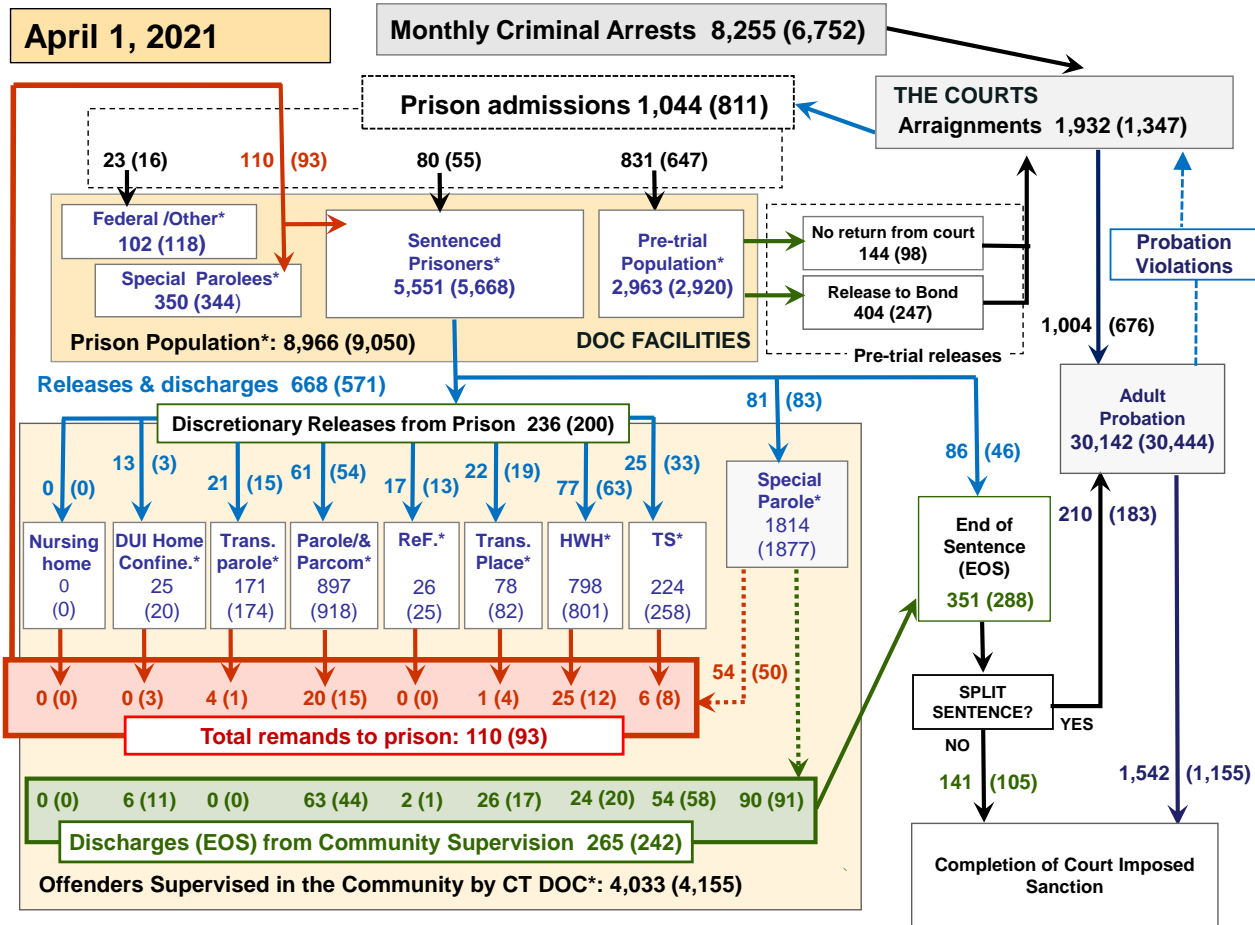 April 1, 2021
Monthly Criminal Arrests 8,255 (6,752)
Prison admissions 1,044 (811)
THE COURTS
Arraignments 1,932 (1,347)
23 (16)
110 (93)
80 (55)
831 (647)
Federal /Other*
102 (118)
Special Parolees*
350 (344)
Sentenced
Prisoners*
5,551 (5,668)
Pre-trial
Population*
2,963 (2,920)
No return from court
144 (98)
Release to Bond
404 (247)
Pre-trial releases
Probation
Violations
Prison Population*: 8,966 (9,050)
DOC FACILITIES
1,004 (676)
Releases & discharges 668 (571)
Discretionary Releases from Prison 236 (200)
81 (83)
86 (46)
Adult
Probation
30,142 (30,444)
0 (0)
13 (3)
21 (15)
61 (54)
17 (13)
22 (19)
77 (63)
25 (33)
Nursing
home
0
(0)
DUI Home
Confine.*
25
(20)
Trans.
parole*
171
(174)
Parole/&
Parcom*
897
(918)
ReF.*
26
(25)
Trans.
Place*
78
(82)
HWH*
798
(801)
TS*
224
(258)
Special
Parole*
1814
(1877)
End of
Sentence
(EOS)
351 (288)
210 (183)
54 (50)
0 (0)
0 (3)
4 (1)
20 (15)
0 (0)
1 (4)
25 (12)
6 (8)
Total remands to prison: 110 (93)
SPLIT
SENTENCE?
YES
NO
141 (105)
1,542 (1,155)
0 (0)
6 (11)
0 (0)
63 (44)
2 (1)
26 (17)
24 (20)
54 (58)
90 (91)
Discharges (EOS) from Community Supervision 265 (242)
Offenders Supervised in the Community by CT DOC*: 4,033 (4,155)
Completion of Court Imposed
Sanction